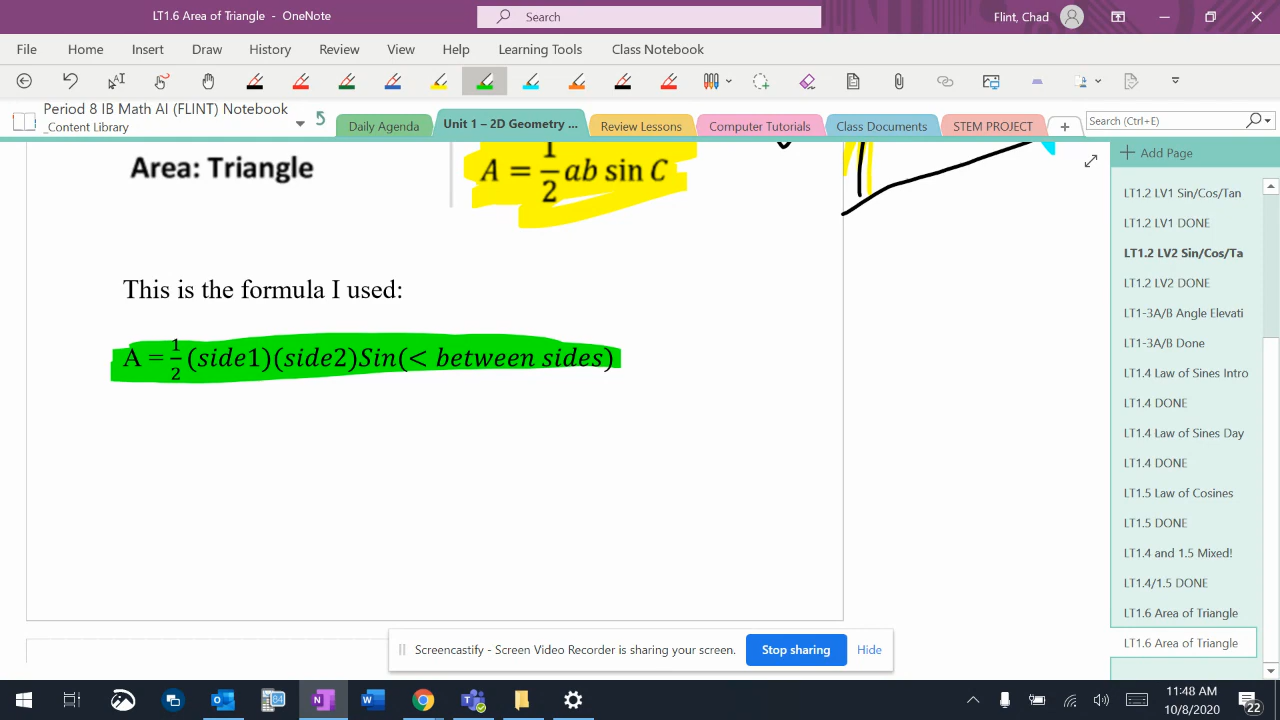 LT1.6 Area of Triangle - OneNote
Search
Flint, Chad
File Home Insert Draw History Review View Help Learning Tools Class Notebook
Period 8 IB Math AI (FLINT) Notebook
_Content Library
Daily Agenda
Unit 1 – 2D Geometry ...
Review Lessons
Computer Tutorials
Class Documents
STEM PROJECT
Search (Ctrl+E)
Add Page
LT1.2 LV1 Sin/Cos/Tan
LT1.2 LV1 DONE
LT1.2 LV2 Sin/Cos/Ta
LT1.2 LV2 DONE
LT1-3A/B Angle Elevati
LT1-3A/B Done
LT1.4 Law of Sines Intro
LT1.4 DONE
LT1.4 Law of Sines Day
LT1.4 DONE
LT1.5 Law of Cosines
LT1.5 DONE
LT1.4 and 1.5 Mixed!
LT1.4/1.5 DONE
LT1.6 Area of Triangle
LT1.6 Area of Triangle
Area: Triangle
A = 1/2 ab sin C
This is the formula I used:
A = 1/2 (side1)(side2)Sin(< between sides)
Screencastify - Screen Video Recorder is sharing your screen.
Stop sharing
Hide
11:48 AM
10/8/2020
22